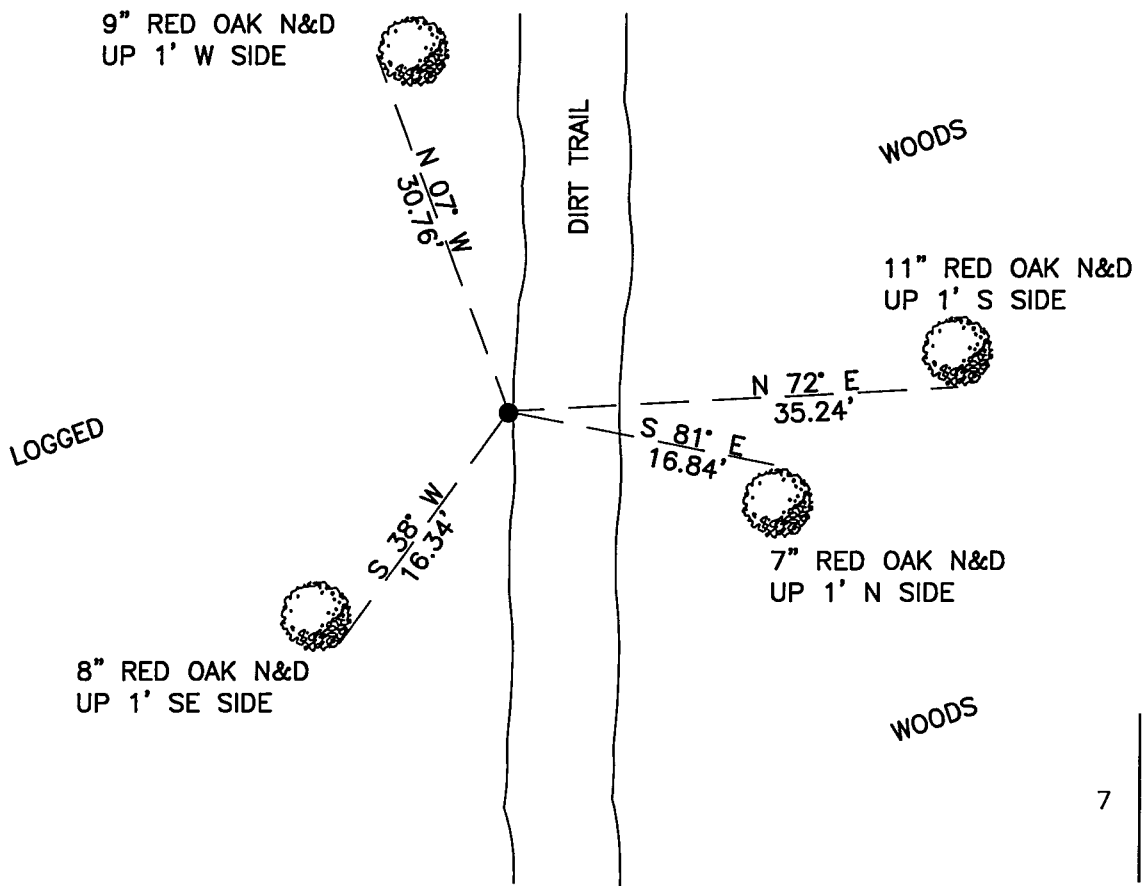 9" RED OAK N&D
UP 1' W SIDE
DIRT TRAIL
WOODS
N 07° W
30.76'
11" RED OAK N&D
UP 1' S SIDE
N 72° E
35.24'
LOGGED
S 81° E
16.84'
S 38° W
16.34'
7" RED OAK N&D
UP 1' N SIDE
8" RED OAK N&D
UP 1' SE SIDE
WOODS
7